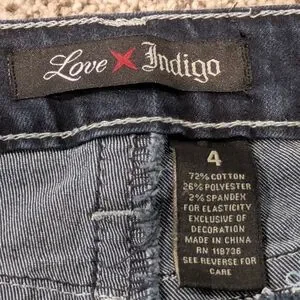 Love X Indigo
4
72% COTTON
26% POLYESTER
2% SPANDEX
FOR ELASTICITY
EXCLUSIVE OF
DECORATION
MADE IN CHINA
RN 118736
SEE REVERSE FOR
CARE